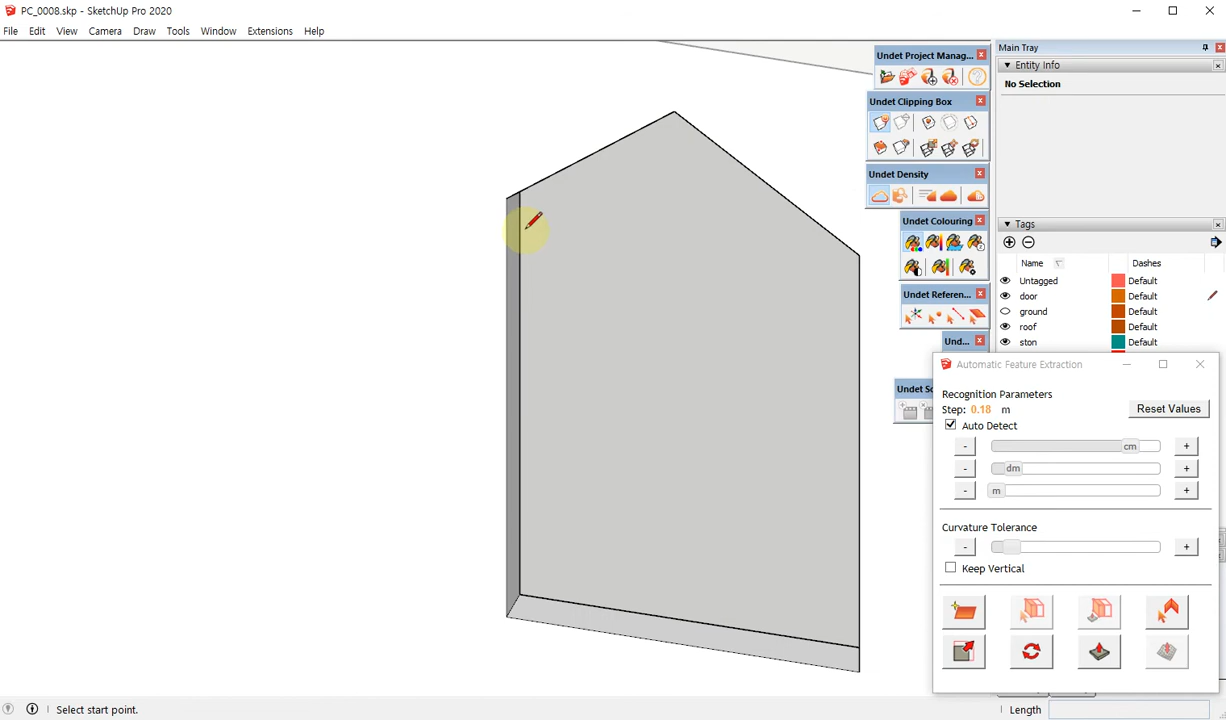 PC_0008.skp - SketchUp Pro 2020
File Edit View Camera Draw Tools Window Extensions Help
Undet Project Manag...
Undet Clipping Box
Undet Density
Undet Colouring
Undet Referen...
Und...
Undet Sc
Main Tray
Entity Info
No Selection
Tags
Name Dashes
Untagged Default
door Default
ground Default
roof Default
ston Default
Automatic Feature Extraction
Recognition Parameters
Step: 0.18 m
Reset Values
Auto Detect
- cm +
- dm +
- m +
Curvature Tolerance
- +
Keep Vertical
Select start point.
Length